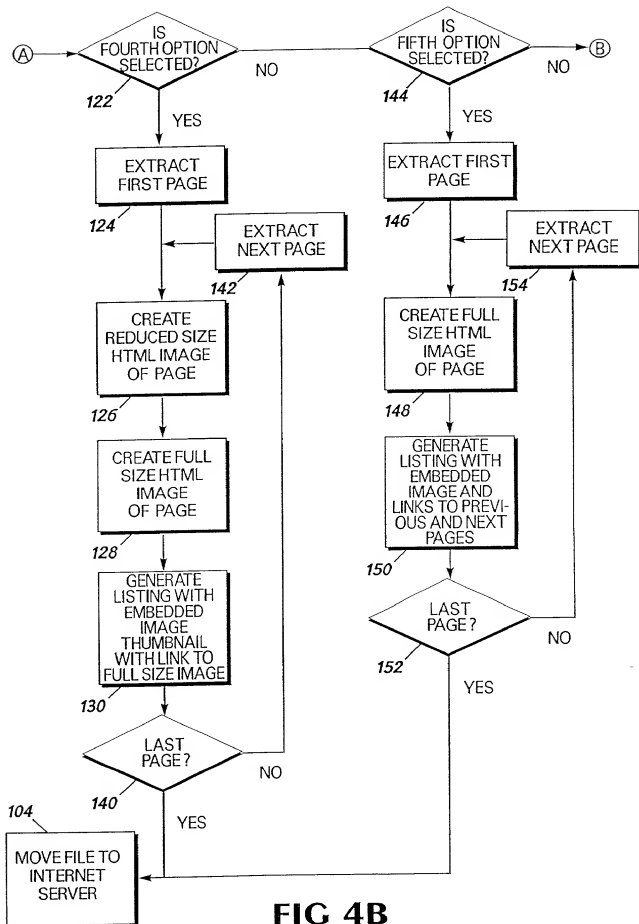 A
IS
FOURTH OPTION
SELECTED?
122
NO
YES
IS
FIFTH OPTION
SELECTED?
144
NO
B
YES
EXTRACT
FIRST PAGE
124
EXTRACT
NEXT PAGE
142
CREATE
REDUCED SIZE
HTML IMAGE
OF PAGE
126
CREATE FULL
SIZE HTML
IMAGE
OF PAGE
128
GENERATE
LISTING WITH
EMBEDDED
IMAGE
THUMBNAIL
WITH LINK TO
FULL SIZE IMAGE
130
LAST
PAGE?
140
NO
YES
EXTRACT FIRST
PAGE
146
EXTRACT
NEXT PAGE
154
CREATE FULL
SIZE HTML
IMAGE
OF PAGE
148
GENERATE
LISTING WITH
EMBEDDED
IMAGE AND
LINKS TO PREVI-
OUS AND NEXT
PAGES
150
LAST
PAGE?
152
NO
YES
104
MOVE FILE TO
INTERNET
SERVER
FIG 4B